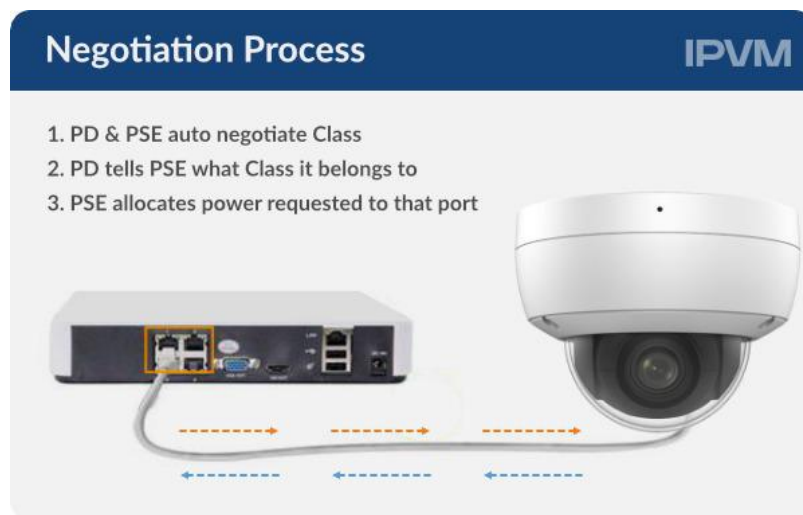 Negotiation Process
IPVM
1. PD & PSE auto negotiate Class
2. PD tells PSE what Class it belongs to
3. PSE allocates power requested to that port
LAN